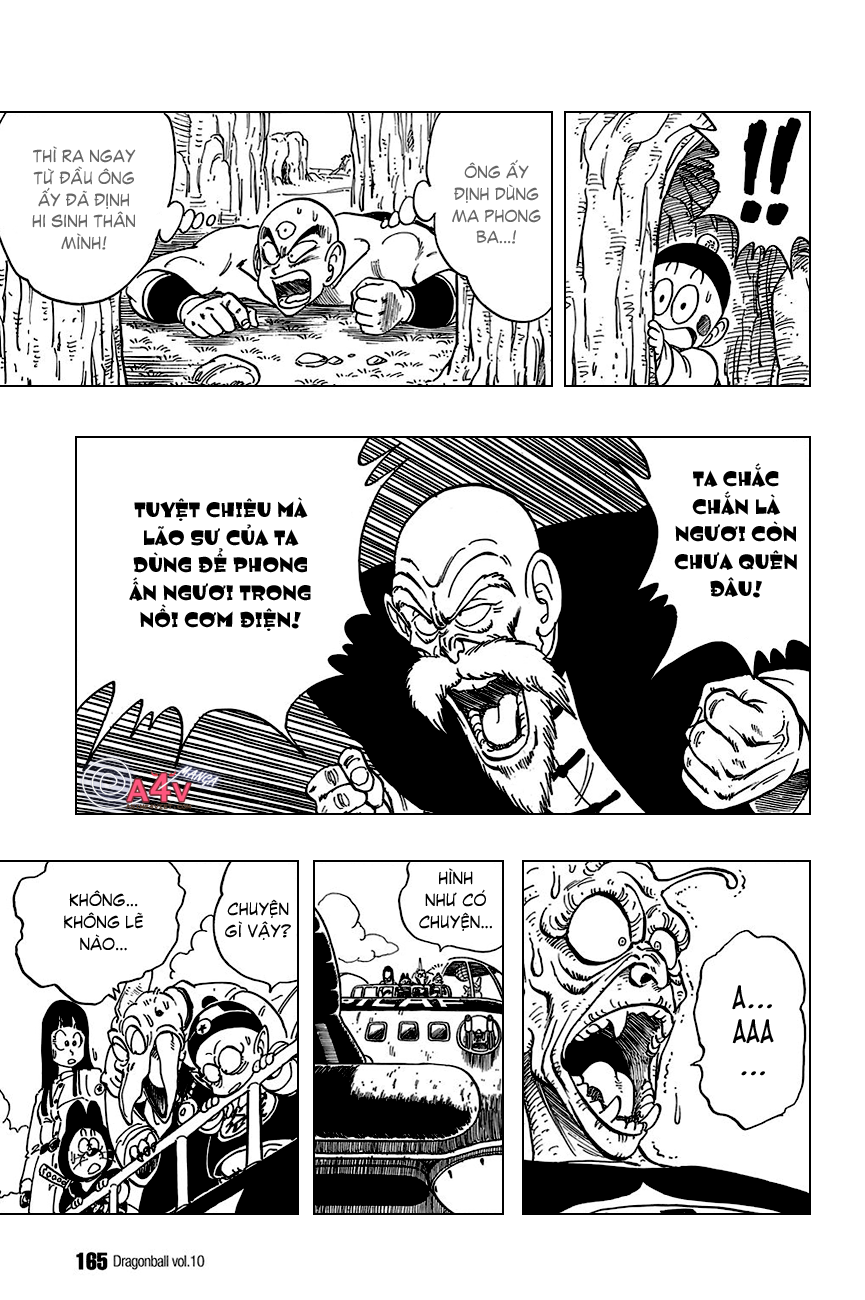 !!
ÔNG ẤY
ĐỊNH DÙNG
MA PHONG
BA...!
THÌ RA NGAY
TỪ ĐẦU ÔNG
ẤY ĐÃ ĐỊNH
HI SINH THÂN
MÌNH!
TA CHẮC
CHẮN LÀ
NGƯƠI CÒN
CHƯA QUÊN
ĐÂU!
TUYỆT CHIÊU MÀ
LÃO SƯ CỦA TA
DÙNG ĐỂ PHONG
ẤN NGƯƠI TRONG
NỒI CƠM ĐIỆN!
MANGA
A4V
A...
AAA
...
HÌNH
NHƯ CÓ
CHUYỆN...
CHUYỆN
GÌ VẬY?
KHÔNG...
KHÔNG LẼ
NÀO...
165 Dragonball vol.10